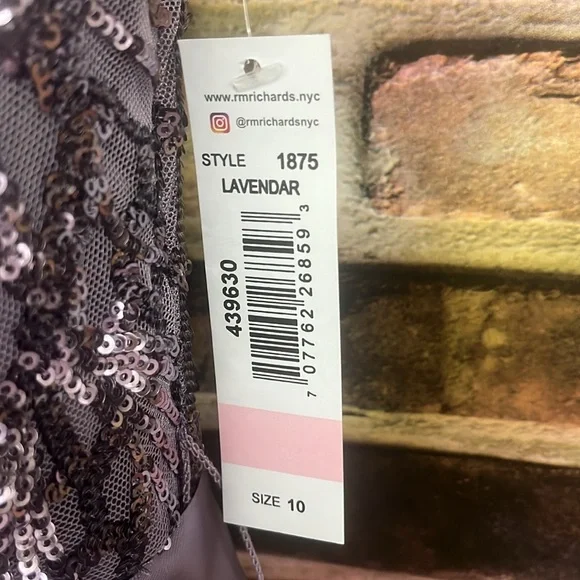 www.rmrichards.nyc
@rmrichardsnyc
STYLE 1875
LAVENDAR
439630
7 07762 26859 3
SIZE 10